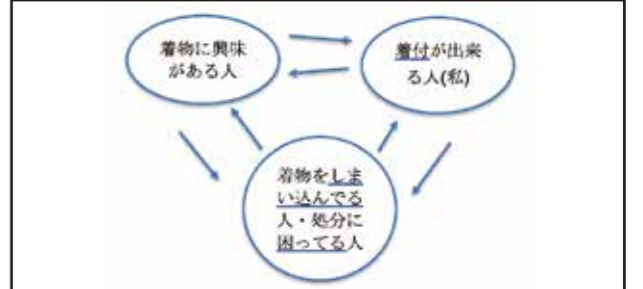 着物に興味
がある人
着付が出来
る人(私)
着物をしま
い込んでる
人・処分に
困ってる人